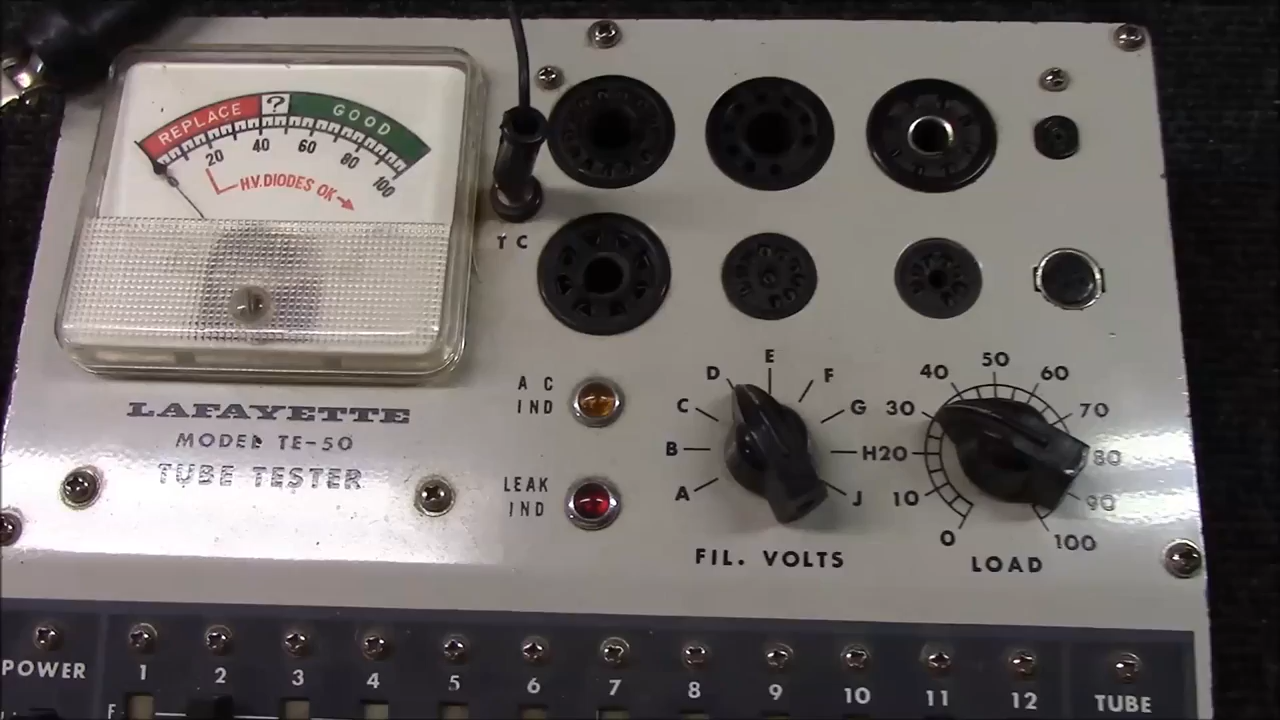 REPLACE ? GOOD
20 40 60 80 100
H.V. DIODES OK
T C
LAFAYETTE
MODEL TE-50
TUBE TESTER
A C
IND
LEAK
IND
A B C D E F G H J
FIL. VOLTS
0 10 20 30 40 50 60 70 80 90 100
LOAD
POWER 1 2 3 4 5 6 7 8 9 10 11 12 TUBE
F